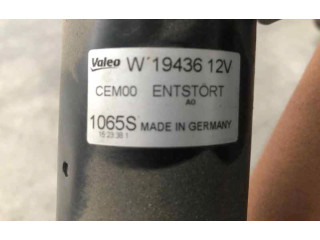 Valeo W 19436 12V
CEM00 ENTSTÖRT
AO
1065S MADE IN GERMANY